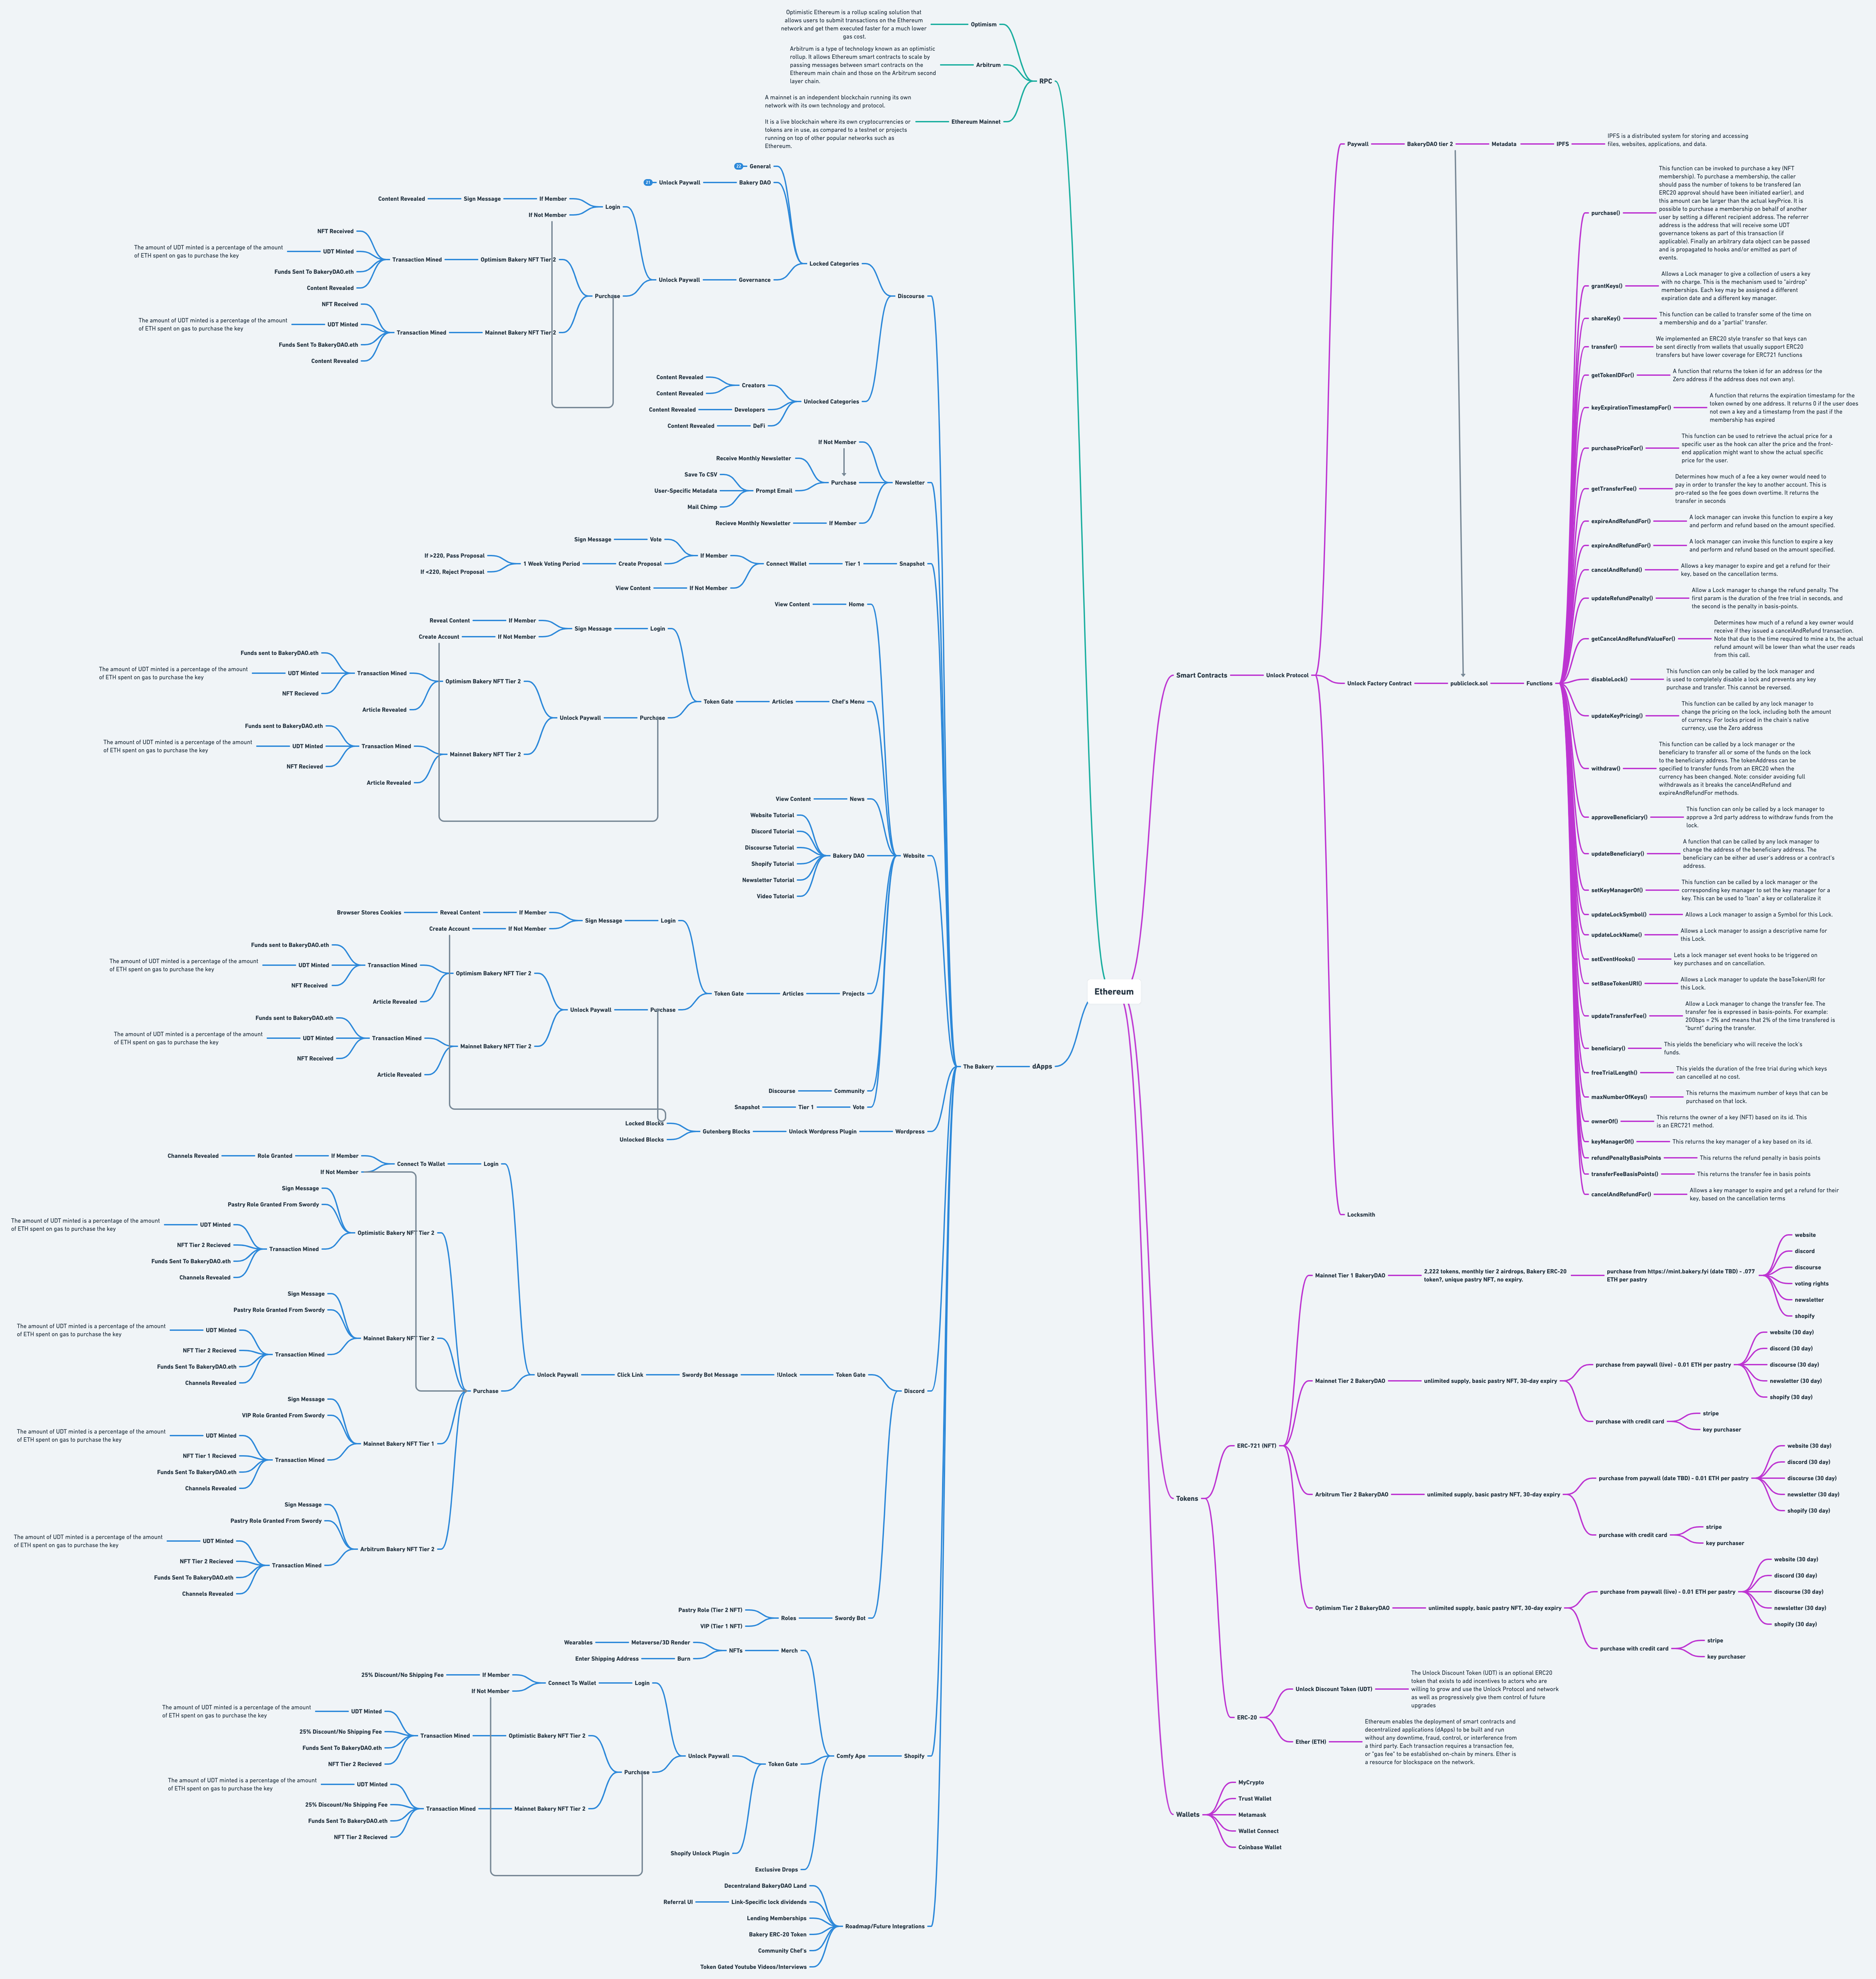 Optimistic Ethereum is a rollup scaling solution that
allows users to submit transactions on the Ethereum
network and get them executed faster for a much lower
gas cost.
Optimism
Arbitrum is a type of technology known as an optimistic
rollup. It allows Ethereum smart contracts to scale by
passing messages between smart contracts on the
Ethereum main chain and those on the Arbitrum second
layer chain.
Arbitrum
RPC
A mainnet is an independent blockchain running its own
network with its own technology and protocol.
It is a live blockchain where its own cryptocurrencies or
tokens are in use, as compared to a testnet or projects
running on top of other popular networks such as
Ethereum.
Ethereum Mainnet
General
Unlock Paywall
Bakery DAO
Content Revealed
Sign Message
If Member
Login
If Not Member
NFT Received
The amount of UDT minted is a percentage of the amount
of ETH spent on gas to purchase the key
UDT Minted
Transaction Mined
Optimism Bakery NFT Tier 2
Funds Sent To BakeryDAO.eth
Content Revealed
Unlock Paywall
Governance
Locked Categories
Purchase
Discourse
NFT Received
The amount of UDT minted is a percentage of the amount
of ETH spent on gas to purchase the key
UDT Minted
Transaction Mined
Mainnet Bakery NFT Tier 2
Funds Sent To BakeryDAO.eth
Content Revealed
Content Revealed
Creators
Content Revealed
Unlocked Categories
Content Revealed
Developers
Content Revealed
DeFi
If Not Member
Receive Monthly Newsletter
Save To CSV
User-Specific Metadata
Prompt Email
Purchase
Newsletter
Mail Chimp
Recieve Monthly Newsletter
If Member
Sign Message
Vote
If >220, Pass Proposal
If Member
1 Week Voting Period
Create Proposal
Connect Wallet
Tier 1
Snapshot
If <220, Reject Proposal
View Content
If Not Member
View Content
Home
Reveal Content
If Member
Sign Message
Login
Create Account
If Not Member
Funds sent to BakeryDAO.eth
The amount of UDT minted is a percentage of the amount
of ETH spent on gas to purchase the key
UDT Minted
Transaction Mined
Optimism Bakery NFT Tier 2
NFT Recieved
Article Revealed
Token Gate
Articles
Chef's Menu
Unlock Paywall
Purchase
Funds sent to BakeryDAO.eth
The amount of UDT minted is a percentage of the amount
of ETH spent on gas to purchase the key
UDT Minted
Transaction Mined
Mainnet Bakery NFT Tier 2
NFT Recieved
Article Revealed
View Content
News
Website Tutorial
Discord Tutorial
Discourse Tutorial
Bakery DAO
Website
Shopify Tutorial
Newsletter Tutorial
Video Tutorial
Browser Stores Cookies
Reveal Content
If Member
Sign Message
Login
Create Account
If Not Member
Funds sent to BakeryDAO.eth
The amount of UDT minted is a percentage of the amount
of ETH spent on gas to purchase the key
UDT Minted
Transaction Mined
Optimism Bakery NFT Tier 2
NFT Received
Article Revealed
Token Gate
Articles
Projects
Unlock Paywall
Purchase
Funds sent to BakeryDAO.eth
The amount of UDT minted is a percentage of the amount
of ETH spent on gas to purchase the key
UDT Minted
Transaction Mined
Mainnet Bakery NFT Tier 2
NFT Received
Article Revealed
The Bakery
dApps
Discourse
Community
Snapshot
Tier 1
Vote
Locked Blocks
Unlocked Blocks
Gutenberg Blocks
Unlock Wordpress Plugin
Wordpress
Channels Revealed
Role Granted
If Member
Connect To Wallet
Login
If Not Member
Sign Message
Pastry Role Granted From Swordy
The amount of UDT minted is a percentage of the amount
of ETH spent on gas to purchase the key
UDT Minted
Optimistic Bakery NFT Tier 2
NFT Tier 2 Recieved
Transaction Mined
Funds Sent To BakeryDAO.eth
Channels Revealed
Sign Message
Pastry Role Granted From Swordy
The amount of UDT minted is a percentage of the amount
of ETH spent on gas to purchase the key
UDT Minted
Mainnet Bakery NFT Tier 2
NFT Tier 2 Recieved
Transaction Mined
Funds Sent To BakeryDAO.eth
Channels Revealed
Purchase
Unlock Paywall
Click Link
Swordy Bot Message
!Unlock
Token Gate
Discord
Sign Message
VIP Role Granted From Swordy
The amount of UDT minted is a percentage of the amount
of ETH spent on gas to purchase the key
UDT Minted
Mainnet Bakery NFT Tier 1
NFT Tier 1 Recieved
Transaction Mined
Funds Sent To BakeryDAO.eth
Channels Revealed
Sign Message
Pastry Role Granted From Swordy
The amount of UDT minted is a percentage of the amount
of ETH spent on gas to purchase the key
UDT Minted
Arbitrum Bakery NFT Tier 2
NFT Tier 2 Recieved
Transaction Mined
Funds Sent To BakeryDAO.eth
Channels Revealed
Pastry Role (Tier 2 NFT)
VIP (Tier 1 NFT)
Roles
Swordy Bot
Wearables
Metaverse/3D Render
Enter Shipping Address
Burn
NFTs
Merch
25% Discount/No Shipping Fee
If Member
Connect To Wallet
Login
If Not Member
The amount of UDT minted is a percentage of the amount
of ETH spent on gas to purchase the key
UDT Minted
25% Discount/No Shipping Fee
Transaction Mined
Optimistic Bakery NFT Tier 2
Funds Sent To BakeryDAO.eth
NFT Tier 2 Recieved
Unlock Paywall
Token Gate
Comfy Ape
Shopify
Purchase
The amount of UDT minted is a percentage of the amount
of ETH spent on gas to purchase the key
UDT Minted
25% Discount/No Shipping Fee
Transaction Mined
Mainnet Bakery NFT Tier 2
Funds Sent To BakeryDAO.eth
NFT Tier 2 Recieved
Shopify Unlock Plugin
Exclusive Drops
Decentraland BakeryDAO Land
Referral UI
Link-Specific lock dividends
Lending Memberships
Roadmap/Future Integrations
Bakery ERC-20 Token
Community Chef's
Token Gated Youtube Videos/Interviews
Ethereum
Smart Contracts
Unlock Protocol
Paywall
BakeryDAO tier 2
Metadata
IPFS
IPFS is a distributed system for storing and accessing
files, websites, applications, and data.
Unlock Factory Contract
publiclock.sol
Functions
purchase()
This function can be invoked to purchase a key (NFT
membership). To purchase a membership, the caller
should pass the number of tokens to be transfered (an
ERC20 approval should have been initiated earlier), and
this amount can be larger than the actual keyPrice. It is
possible to purchase a membership on behalf of another
user by setting a different recipient address. The referrer
address is the address that will receive some UDT
governance tokens as part of this transaction (if
applicable). Finally an arbitrary data object can be passed
and is propagated to hooks and/or emitted as part of
events.
grantKeys()
Allows a Lock manager to give a collection of users a key
with no charge. This is the mechanism used to "airdrop"
memberships. Each key may be assigned a different
expiration date and a different key manager.
shareKey()
This function can be called to transfer some of the time on
a membership and do a "partial" transfer.
transfer()
We implemented an ERC20 style transfer so that keys can
be sent directly from wallets that usually support ERC20
transfers but have lower coverage for ERC721 functions
getTokenIDFor()
A function that returns the token id for an address (or the
Zero address if the address does not own any).
keyExpirationTimestampFor()
A function that returns the expiration timestamp for the
token owned by one address. It returns 0 if the user does
not own a key and a timestamp from the past if the
membership has expired
purchasePriceFor()
This function can be used to retrieve the actual price for a
specific user as the hook can alter the price and the front-
end application might want to show the actual specific
price for the user.
getTransferFee()
Determines how much of a fee a key owner would need to
pay in order to transfer the key to another account. This is
pro-rated so the fee goes down overtime. It returns the
transfer in seconds
expireAndRefundFor()
A lock manager can invoke this function to expire a key
and perform and refund based on the amount specified.
expireAndRefundFor()
A lock manager can invoke this function to expire a key
and perform and refund based on the amount specified.
cancelAndRefund()
Allows a key manager to expire and get a refund for their
key, based on the cancellation terms.
updateRefundPenalty()
Allow a Lock manager to change the refund penalty. The
first param is the duration of the free trial in seconds, and
the second is the penalty in basis-points.
getCancelAndRefundValueFor()
Determines how much of a refund a key owner would
receive if they issued a cancelAndRefund transaction.
Note that due to the time required to mine a tx, the actual
refund amount will be lower than what the user reads
from this call.
disableLock()
This function can only be called by the lock manager and
is used to completely disable a lock and prevents any key
purchase and transfer. This cannot be reversed.
updateKeyPricing()
This function can be called by any lock manager to
change the pricing on the lock, including both the amount
of currency. For locks priced in the chain's native
currency, use the Zero address
withdraw()
This function can be called by a lock manager or the
beneficiary to transfer all or some of the funds on the lock
to the beneficiary address. The tokenAddress can be
specified to transfer funds from an ERC20 when the
currency has been changed. Note: consider avoiding full
withdrawals as it breaks the cancelAndRefund and
expireAndRefundFor methods.
approveBeneficiary()
This function can only be called by a lock manager to
approve a 3rd party address to withdraw funds from the
lock.
updateBeneficiary()
A function that can be called by any lock manager to
change the address of the beneficiary address. The
beneficiary can be either ad user's address or a contract's
address.
setKeyManagerOf()
This function can be called by a lock manager or the
corresponding key manager to set the key manager for a
key. This can be used to "loan" a key or collateralize it
updateLockSymbol()
Allows a Lock manager to assign a Symbol for this Lock.
updateLockName()
Allows a Lock manager to assign a descriptive name for
this Lock.
setEventHooks()
Lets a lock manager set event hooks to be triggered on
key purchases and on cancellation.
setBaseTokenURI()
Allows a Lock manager to update the baseTokenURI for
this Lock.
updateTransferFee()
Allow a Lock manager to change the transfer fee. The
transfer fee is expressed in basis-points. For example:
200bps = 2% and means that 2% of the time transfered is
"burnt" during the transfer.
beneficiary()
This yields the beneficiary who will receive the lock's
funds.
freeTrialLength()
This yields the duration of the free trial during which keys
can cancelled at no cost.
maxNumberOfKeys()
This returns the maximum number of keys that can be
purchased on that lock.
ownerOf()
This returns the owner of a key (NFT) based on its id. This
is an ERC721 method.
keyManagerOf()
This returns the key manager of a key based on its id.
refundPenaltyBasisPoints
This returns the refund penalty in basis points
transferFeeBasisPoints()
This returns the transfer fee in basis points
cancelAndRefundFor()
Allows a key manager to expire and get a refund for their
key, based on the cancellation terms
Locksmith
Tokens
ERC-721 (NFT)
Mainnet Tier 1 BakeryDAO
2,222 tokens, monthly tier 2 airdrops, Bakery ERC-20
token?, unique pastry NFT, no expiry.
purchase from https://mint.bakery.fyi (date TBD) - .077
ETH per pastry
website
discord
discourse
voting rights
newsletter
shopify
Mainnet Tier 2 BakeryDAO
unlimited supply, basic pastry NFT, 30-day expiry
purchase from paywall (live) - 0.01 ETH per pastry
website (30 day)
discord (30 day)
discourse (30 day)
newsletter (30 day)
shopify (30 day)
purchase with credit card
stripe
key purchaser
Arbitrum Tier 2 BakeryDAO
unlimited supply, basic pastry NFT, 30-day expiry
purchase from paywall (date TBD) - 0.01 ETH per pastry
website (30 day)
discord (30 day)
discourse (30 day)
newsletter (30 day)
shopify (30 day)
purchase with credit card
stripe
key purchaser
Optimism Tier 2 BakeryDAO
unlimited supply, basic pastry NFT, 30-day expiry
purchase from paywall (live) - 0.01 ETH per pastry
website (30 day)
discord (30 day)
discourse (30 day)
newsletter (30 day)
shopify (30 day)
purchase with credit card
stripe
key purchaser
ERC-20
Unlock Discount Token (UDT)
The Unlock Discount Token (UDT) is an optional ERC20
token that exists to add incentives to actors who are
willing to grow and use the Unlock Protocol and network
as well as progressively give them control of future
upgrades
Ether (ETH)
Ethereum enables the deployment of smart contracts and
decentralized applications (dApps) to be built and run
without any downtime, fraud, control, or interference from
a third party. Each transaction requires a transaction fee,
or "gas fee" to be established on-chain by miners. Ether is
a resource for blockspace on the network.
Wallets
MyCrypto
Trust Wallet
Metamask
Wallet Connect
Coinbase Wallet